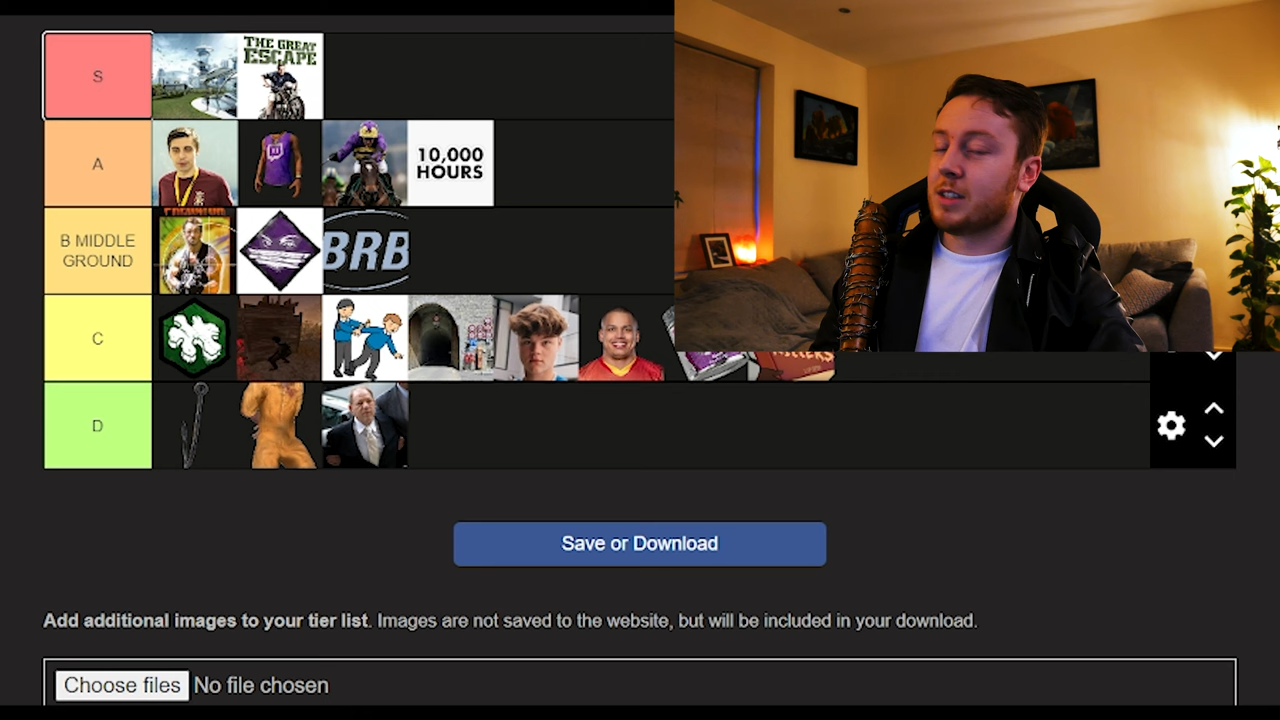 S
THE GREAT
ESCAPE
A
10,000
HOURS
B MIDDLE
GROUND
BRB
C
D
Save or Download
Add additional images to your tier list. Images are not saved to the website, but will be included in your download.
Choose files No file chosen